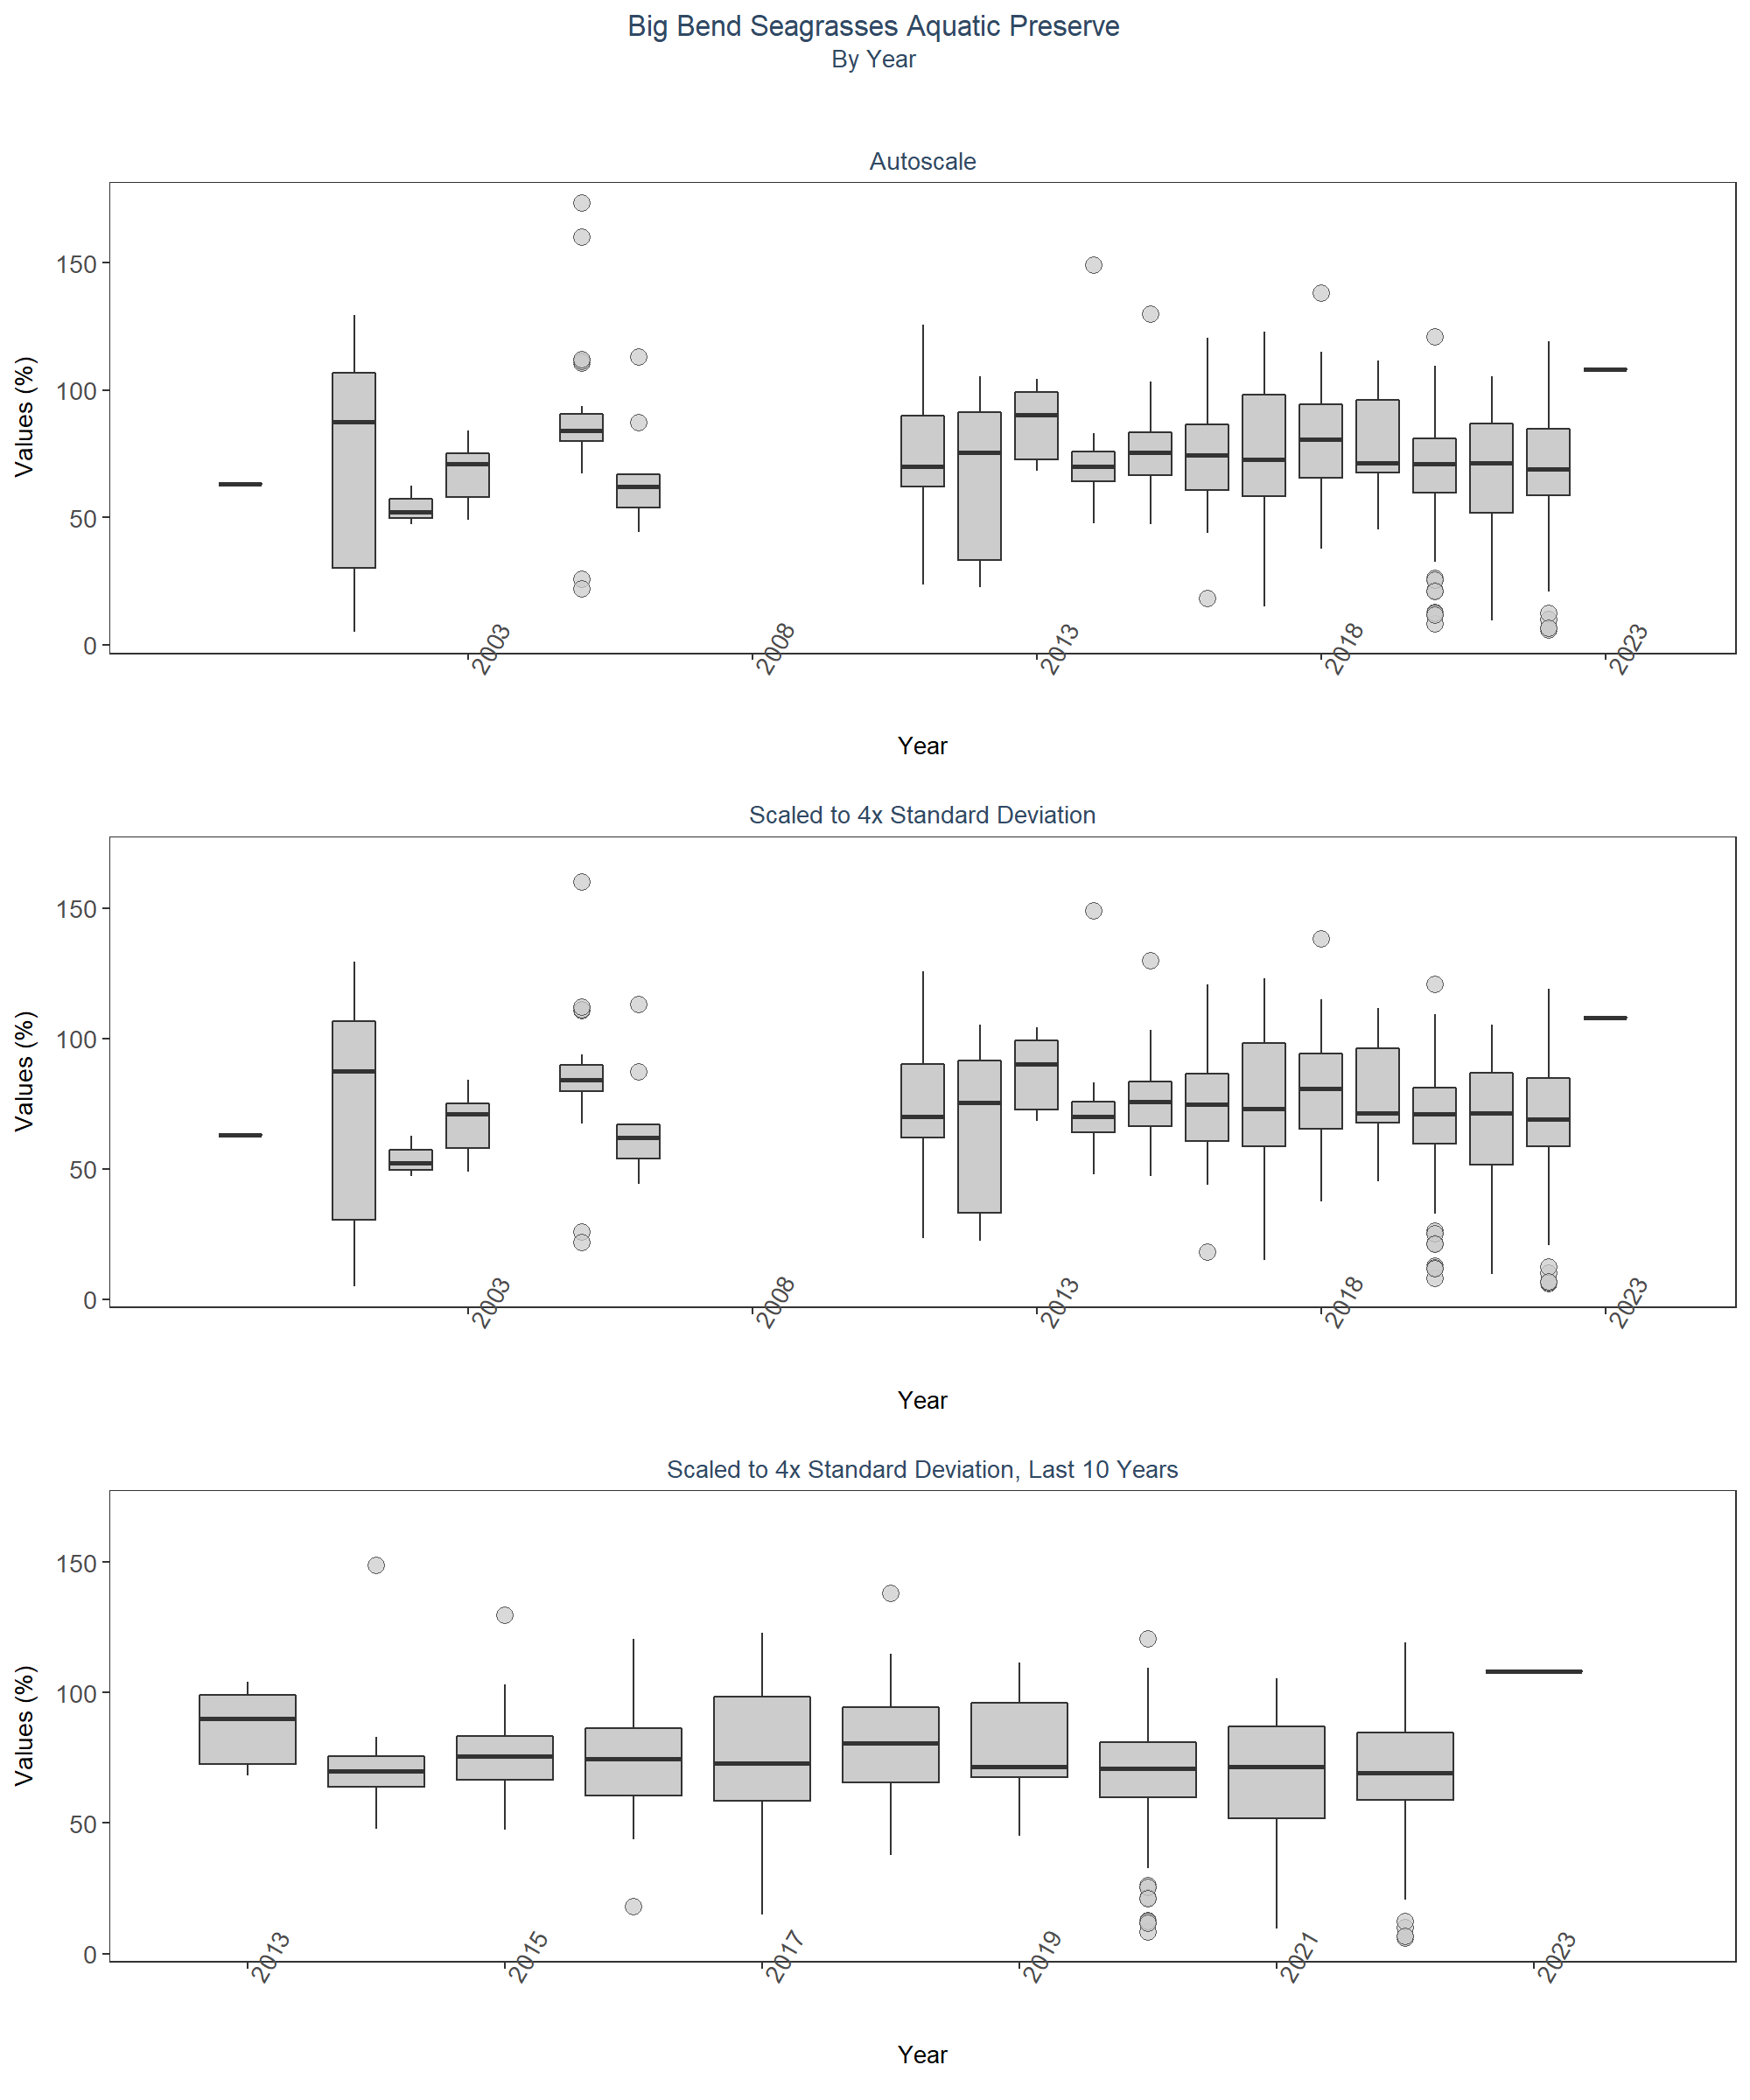 Big Bend Seagrasses Aquatic Preserve
By Year
Autoscale
Values (%)
150
100
50
0
2003 2008 2013 2018 2023
Year
Scaled to 4x Standard Deviation
Values (%)
150
100
50
0
2003 2008 2013 2018 2023
Year
Scaled to 4x Standard Deviation, Last 10 Years
Values (%)
150
100
50
0
2013 2015 2017 2019 2021 2023
Year